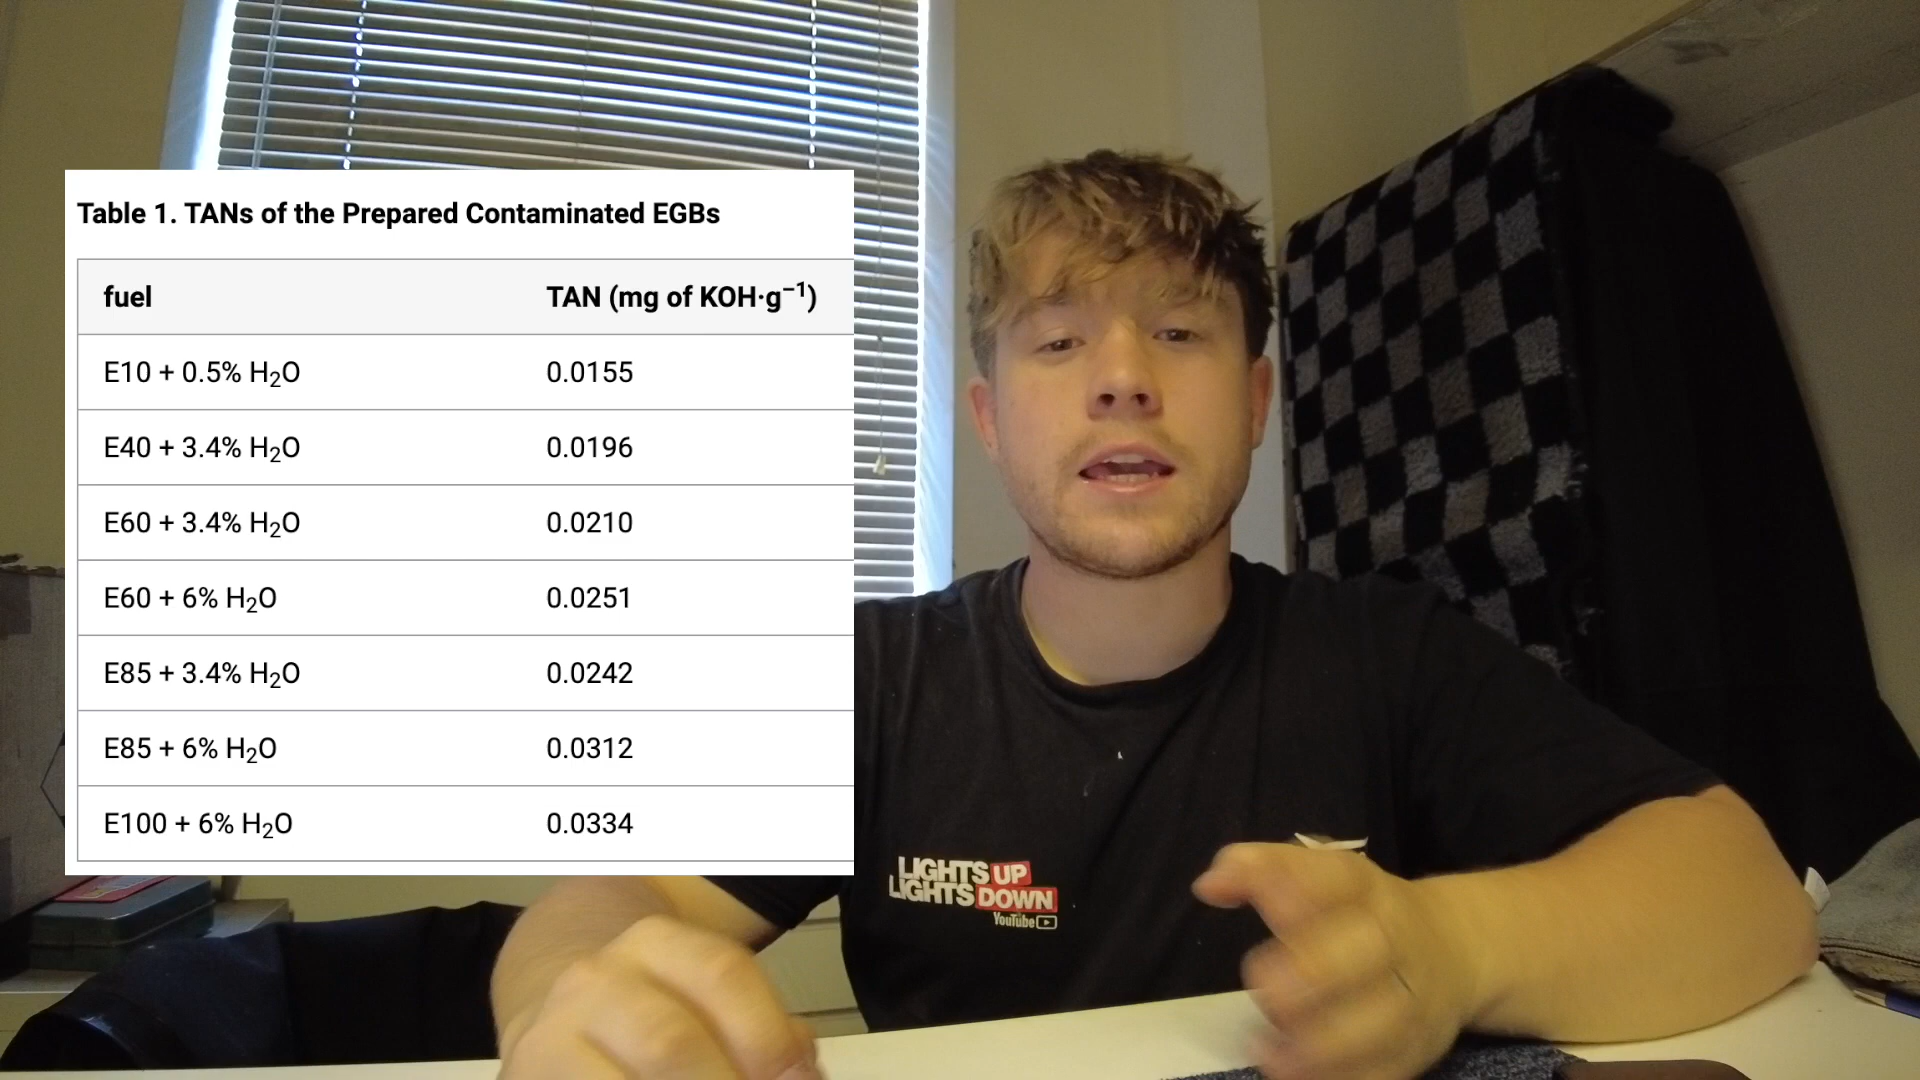 Table 1. TANs of the Prepared Contaminated EGBs
fuel TAN (mg of KOH·g⁻¹)
E10 + 0.5% H₂O 0.0155
E40 + 3.4% H₂O 0.0196
E60 + 3.4% H₂O 0.0210
E60 + 6% H₂O 0.0251
E85 + 3.4% H₂O 0.0242
E85 + 6% H₂O 0.0312
E100 + 6% H₂O 0.0334
LIGHTS UP
LIGHTS DOWN
YouTube